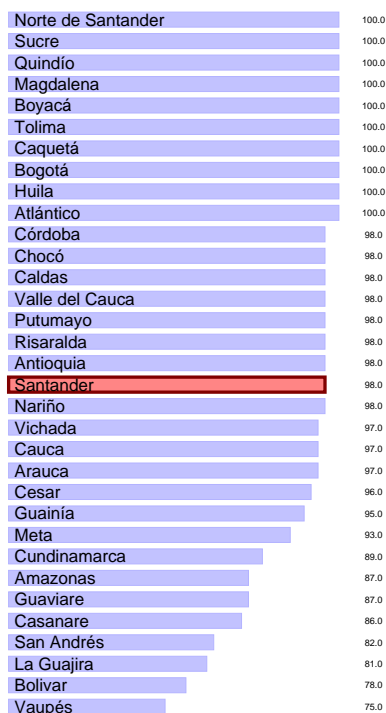 Norte de Santander 100.0
Sucre 100.0
Quindío 100.0
Magdalena 100.0
Boyacá 100.0
Tolima 100.0
Caquetá 100.0
Bogotá 100.0
Huila 100.0
Atlántico 100.0
Córdoba 98.0
Chocó 98.0
Caldas 98.0
Valle del Cauca 98.0
Putumayo 98.0
Risaralda 98.0
Antioquia 98.0
Santander 98.0
Nariño 98.0
Vichada 97.0
Cauca 97.0
Arauca 97.0
Cesar 96.0
Guainía 95.0
Meta 93.0
Cundinamarca 89.0
Amazonas 87.0
Guaviare 87.0
Casanare 86.0
San Andrés 82.0
La Guajira 81.0
Bolivar 78.0
Vaupés 75.0